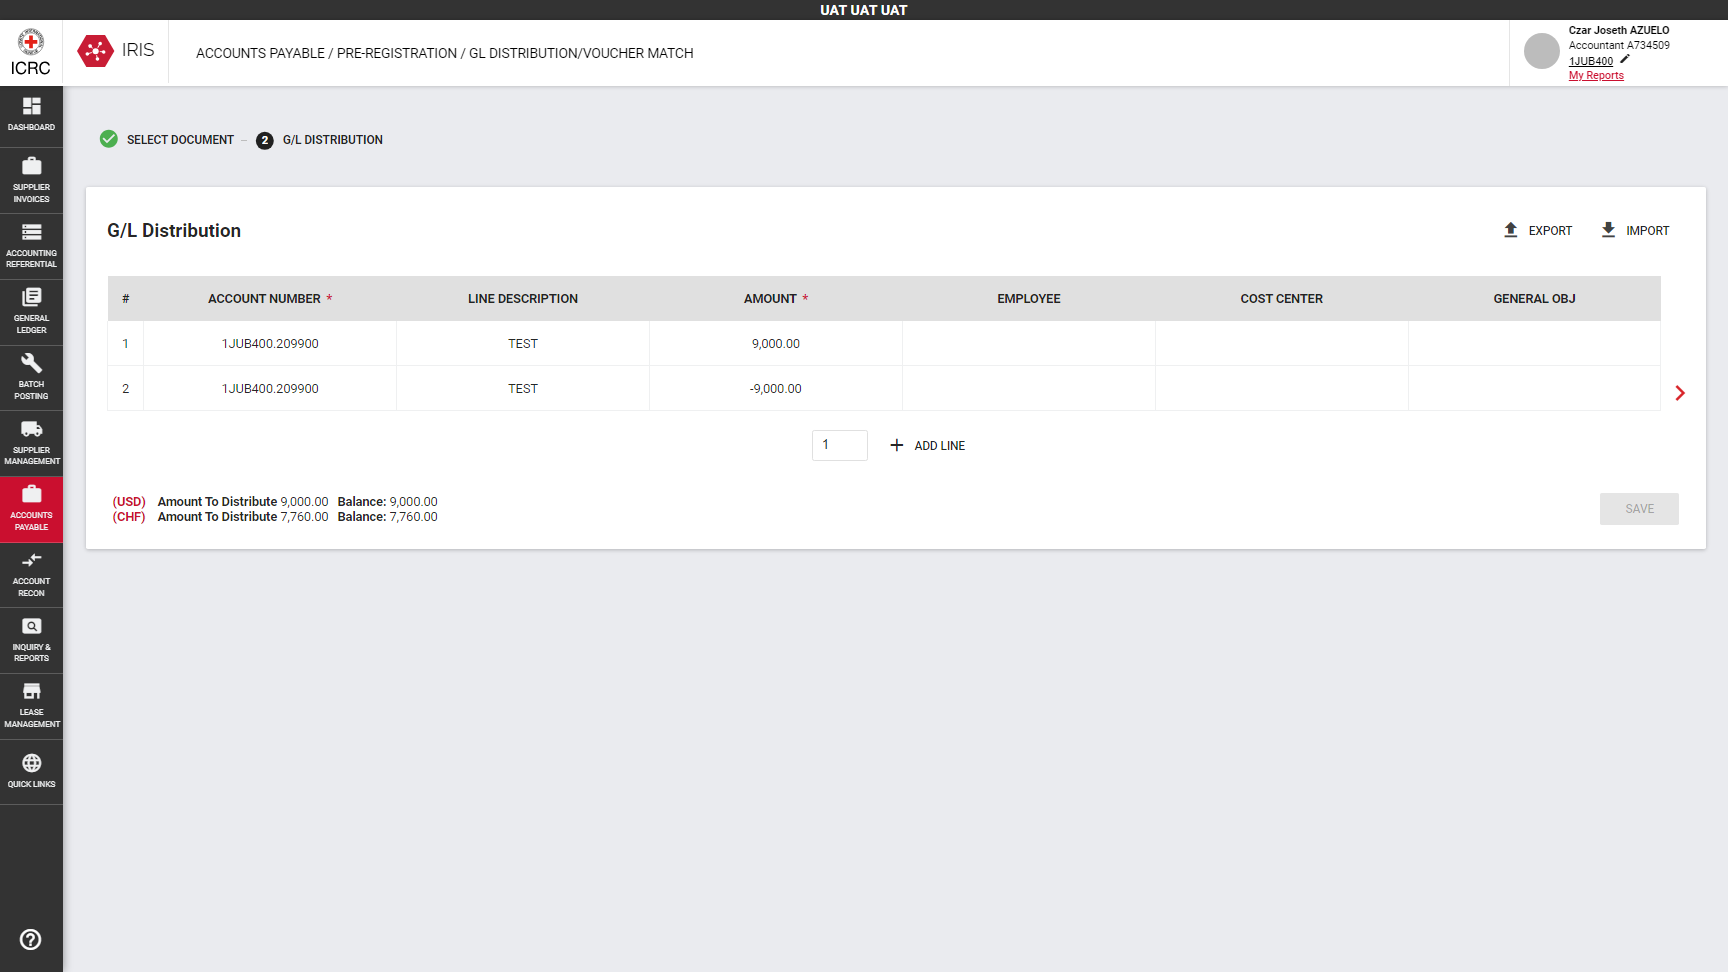 UAT UAT UAT
ICRC
IRIS
ACCOUNTS PAYABLE / PRE-REGISTRATION / GL DISTRIBUTION/VOUCHER MATCH
Czar Joseth AZUELO
Accountant A734509
1JUB400
My Reports
DASHBOARD
SUPPLIER
INVOICES
ACCOUNTING
REFERENTIAL
GENERAL
LEDGER
BATCH
POSTING
SUPPLIER
MANAGEMENT
ACCOUNTS
PAYABLE
ACCOUNT
RECON
INQUIRY &
REPORTS
LEASE
MANAGEMENT
QUICK LINKS
SELECT DOCUMENT – 2 G/L DISTRIBUTION
G/L Distribution
EXPORT IMPORT
# ACCOUNT NUMBER * LINE DESCRIPTION AMOUNT * EMPLOYEE COST CENTER GENERAL OBJ
1 1JUB400.209900 TEST 9,000.00
2 1JUB400.209900 TEST -9,000.00
1 + ADD LINE
(USD) Amount To Distribute 9,000.00 Balance: 9,000.00
(CHF) Amount To Distribute 7,760.00 Balance: 7,760.00
SAVE